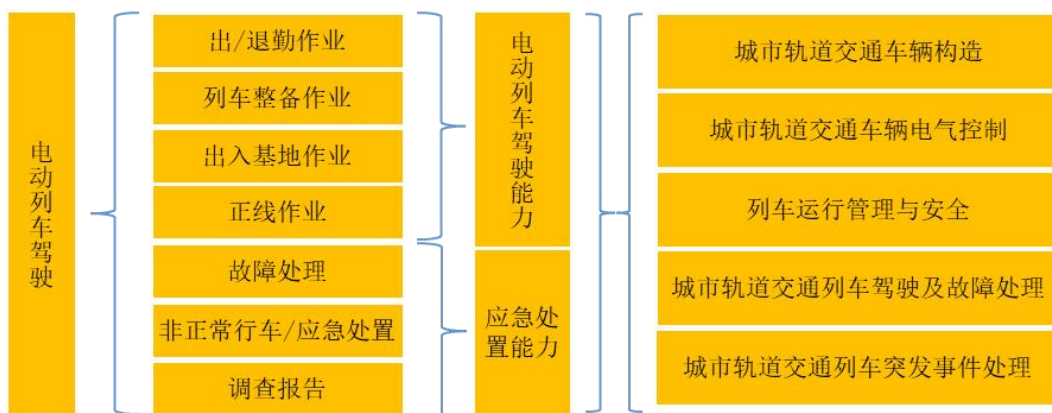 电动列车驾驶
出/退勤作业
列车整备作业
出入基地作业
正线作业
故障处理
非正常行车/应急处置
调查报告
电动列车驾驶能力
应急处
置能力
城市轨道交通车辆构造
城市轨道交通车辆电气控制
列车运行管理与安全
城市轨道交通列车驾驶及故障处理
城市轨道交通列车突发事件处理